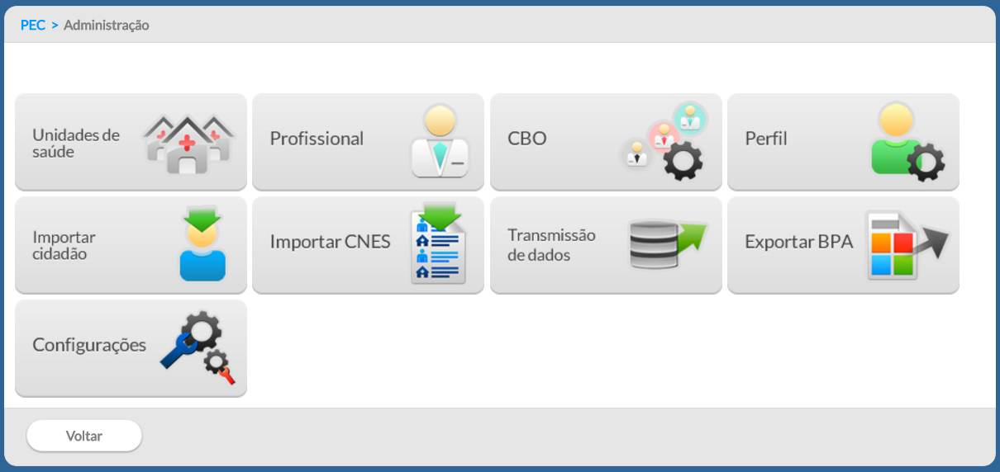 PEC > Administração
Unidades de
saúde
Profissional
CBO
Perfil
Importar
cidadão
Importar CNES
Transmissão
de dados
Exportar BPA
Configurações
Voltar